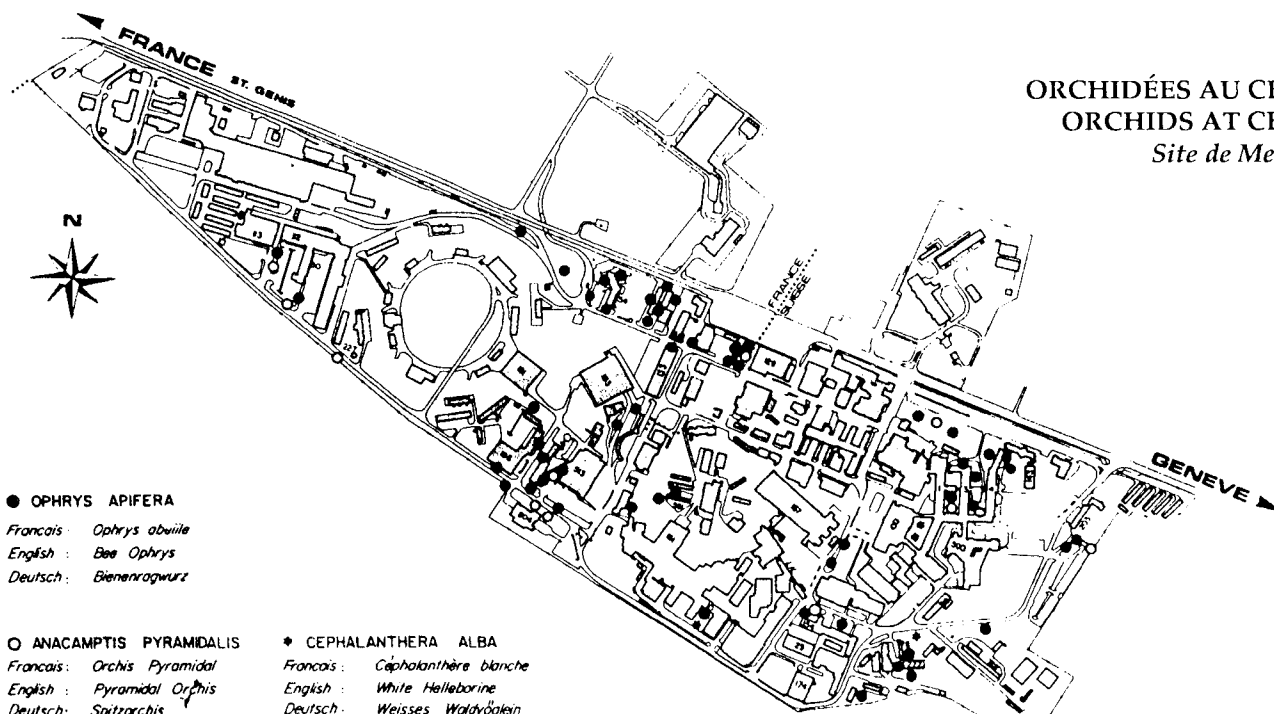 FRANCE
ST. GENIS
ORCHIDÉES AU CE
ORCHIDS AT CE
Site de Me
N
FRANCE
SUISSE
GENEVE
OPHRYS APIFERA
Francais : Ophrys abeille
English : Bee Ophrys
Deutsch : Bienenragwurz
ANACAMPTIS PYRAMIDALIS
Francais : Orchis Pyramidal
English : Pyramidal Orchis
Deutsch : Spitzorchis
CEPHALANTHERA ALBA
Francais : Céphalanthère blanche
English : White Helleborine
Deutsch : Weisses Waldvöglein